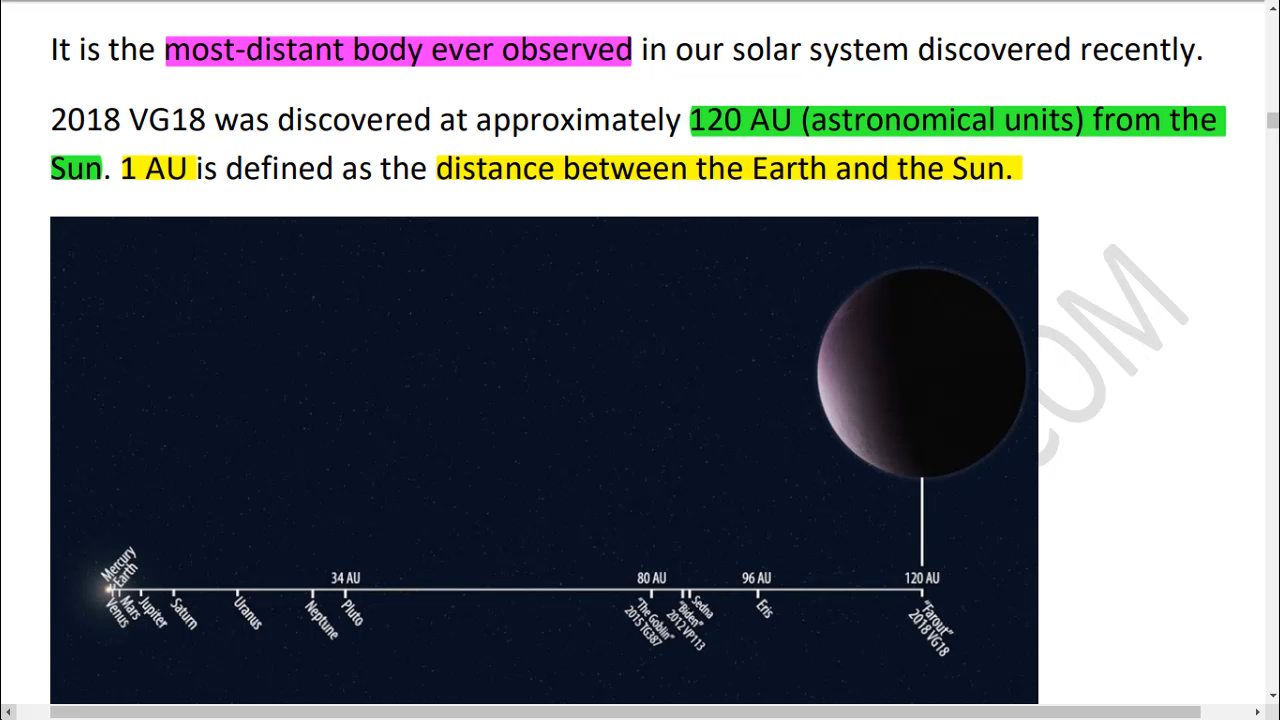 It is the most-distant body ever observed in our solar system discovered recently.
2018 VG18 was discovered at approximately 120 AU (astronomical units) from the
Sun. 1 AU is defined as the distance between the Earth and the Sun.
OM
34 AU
80 AU
96 AU
120 AU
Mercury
Venus
Earth
Mars
Jupiter
Saturn
Uranus
Neptune
Pluto
"The Goblin"
2015 TG387
"Biden"
2012 VP113
Sedna
Eris
"Farout"
2018 VG18